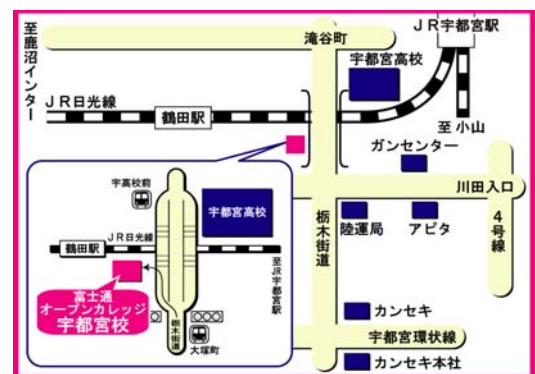 至鹿沼インター
滝谷町
ＪＲ宇都宮駅
宇都宮高校
ＪＲ日光線
鶴田駅
至 小山
ガンセンター
川田入口
４号線
栃木街道
陸運局
アピタ
カンセキ
宇都宮環状線
カンセキ本社
宇高校前
宇都宮高校
ＪＲ日光線
鶴田駅
至ＪＲ宇都宮駅
富士通
オープンカレッジ
宇都宮校
栃木街道
大塚町